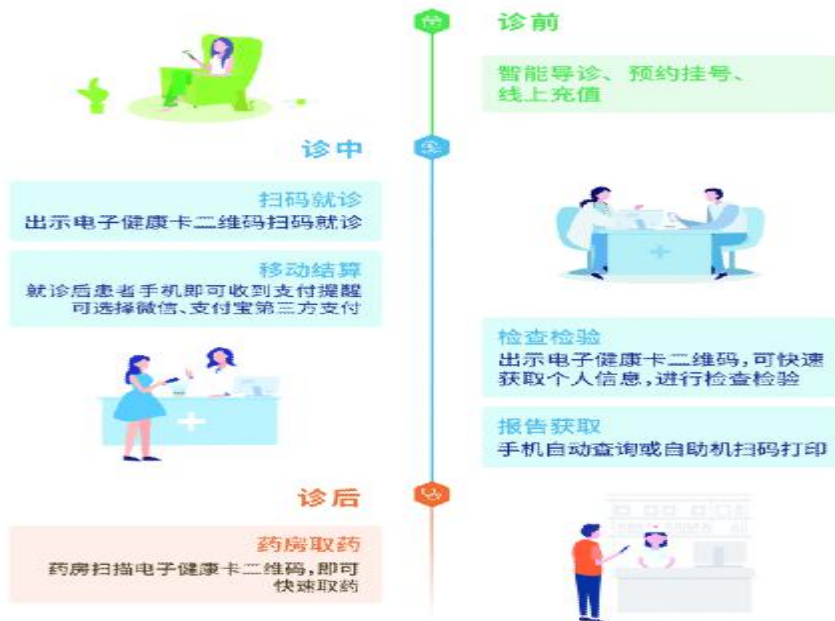 诊前
智能导诊、预约挂号、
线上充值
诊中
扫码就诊
出示电子健康卡二维码扫码就诊
移动结算
就诊后患者手机即可收到支付提醒
可选择微信、支付宝第三方支付
检查检验
出示电子健康卡二维码,可快速
获取个人信息,进行检查检验
报告获取
手机自动查询或自助机扫码打印
诊后
药房取药
药房扫描电子健康卡二维码,即可
快速取药